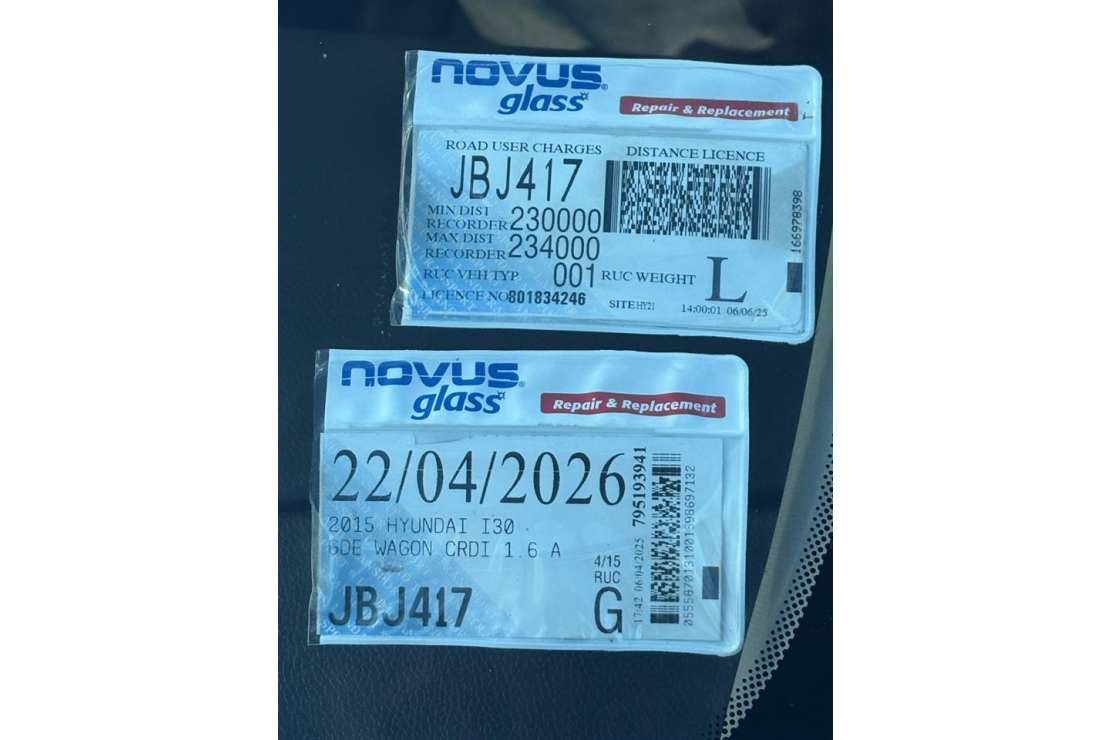 novus®
glass
Repair & Replacement
ROAD USER CHARGES DISTANCE LICENCE
JBJ417
MIN DIST
RECORDER 230000
MAX DIST
RECORDER 234000
RUC VEH TYP 001 RUC WEIGHT L
LICENCE NO 801834246 SITE HY21 14:00:01 06/06/25
166978398
novus®
glass
Repair & Replacement
22/04/2026
2015 HYUNDAI I30
GDE WAGON CRDI 1.6 A
4/15
RUC
JBJ417 G
17:42 06/04/2025 795193941